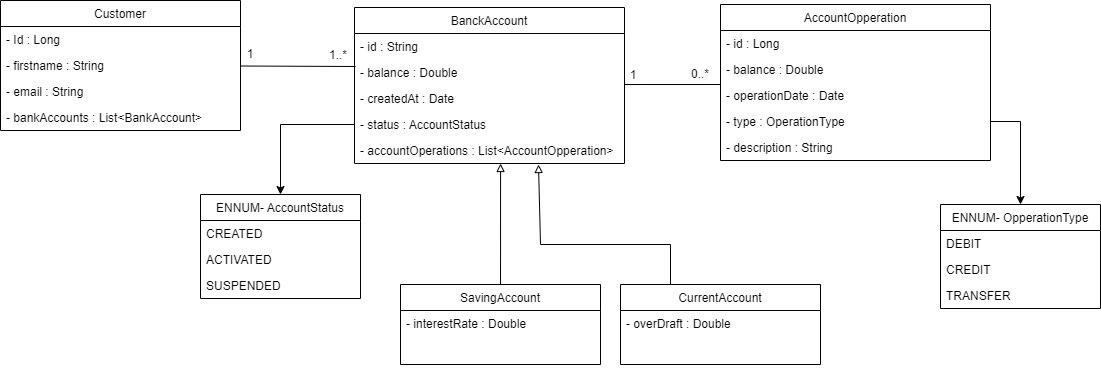 Customer
- Id : Long
- firstname : String
- email : String
- bankAccounts : List<BankAccount>
1
1..*
BanckAccount
- id : String
- balance : Double
- createdAt : Date
- status : AccountStatus
- accountOperations : List<AccountOpperation>
1
0..*
AccountOpperation
- id : Long
- balance : Double
- operationDate : Date
- type : OperationType
- description : String
ENNUM- AccountStatus
CREATED
ACTIVATED
SUSPENDED
ENNUM- OpperationType
DEBIT
CREDIT
TRANSFER
SavingAccount
- interestRate : Double
CurrentAccount
- overDraft : Double